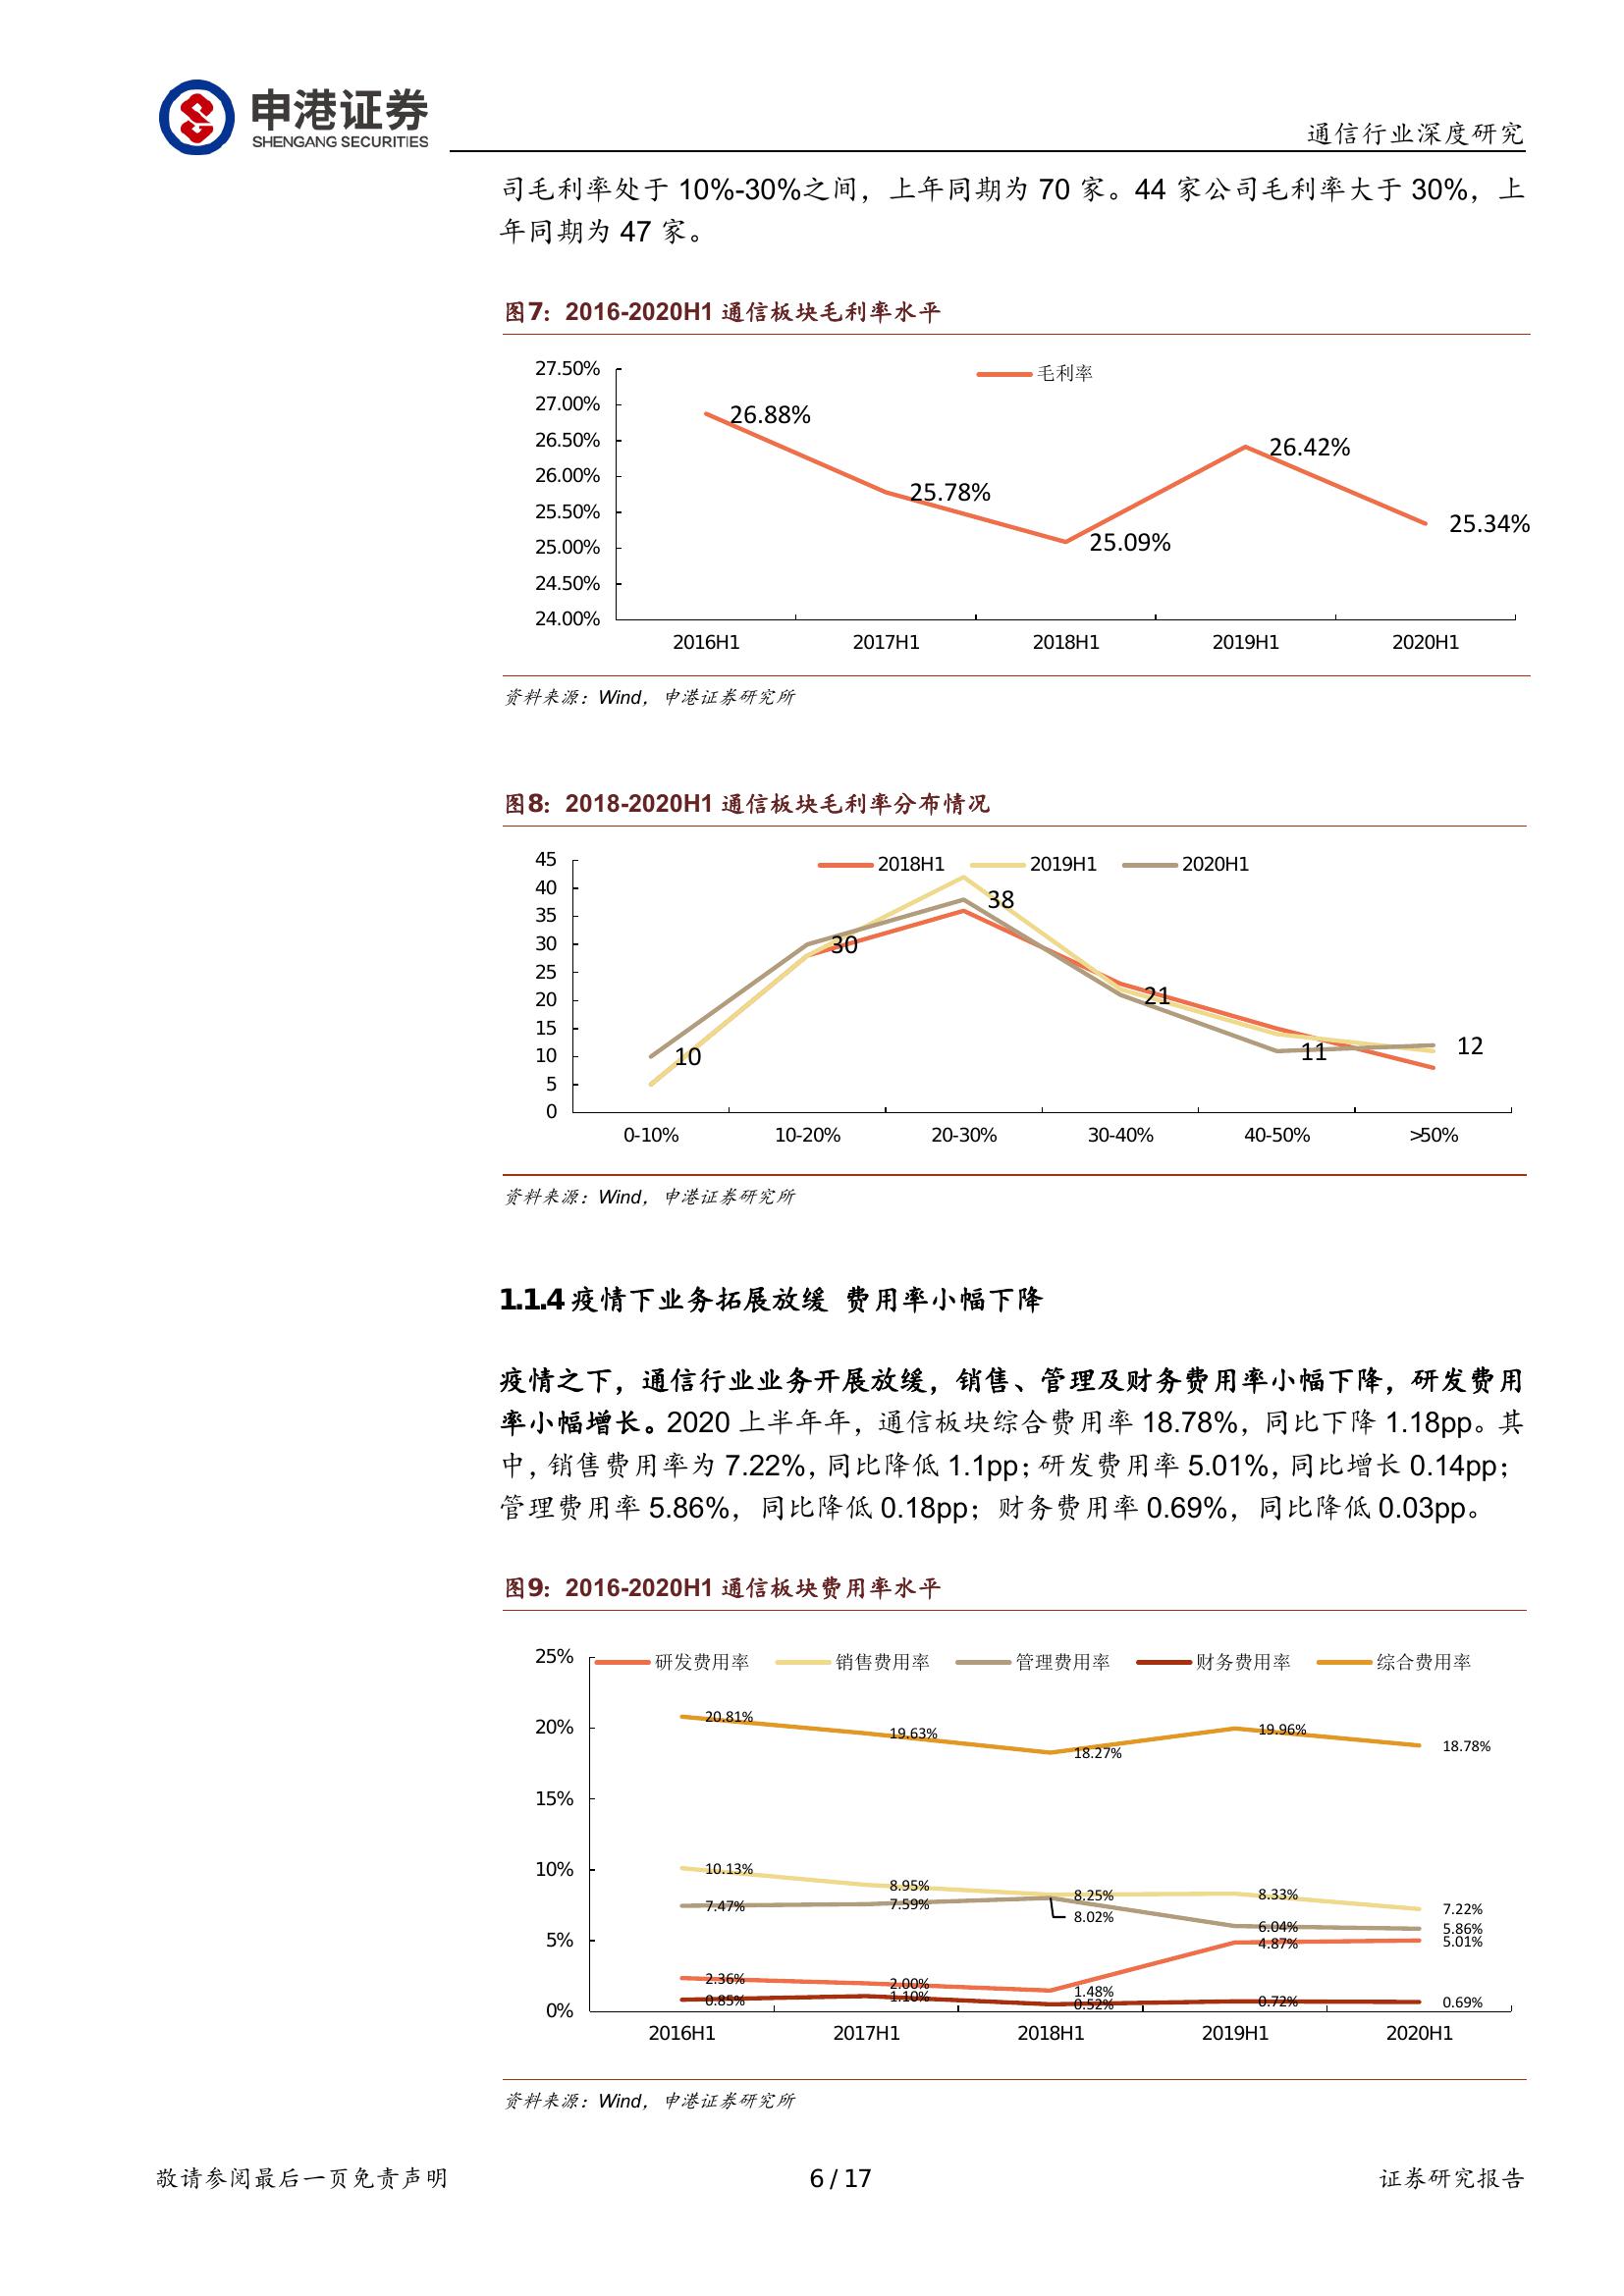 申港证券
SHENGANG SECURITIES
通信行业深度研究
司毛利率处于 10%-30%之间，上年同期为 70 家。44 家公司毛利率大于 30%，上
年同期为 47 家。
图7：2016-2020H1 通信板块毛利率水平
毛利率
27.50%
27.00%
26.50%
26.00%
25.50%
25.00%
24.50%
24.00%
26.88%
25.78%
25.09%
26.42%
25.34%
2016H1 2017H1 2018H1 2019H1 2020H1
资料来源：Wind，申港证券研究所
图8：2018-2020H1 通信板块毛利率分布情况
2018H1 2019H1 2020H1
45
40
35
30
25
20
15
10
5
0
10
30
38
21
11
12
0-10% 10-20% 20-30% 30-40% 40-50% >50%
资料来源：Wind，申港证券研究所
1.1.4 疫情下业务拓展放缓 费用率小幅下降
疫情之下，通信行业业务开展放缓，销售、管理及财务费用率小幅下降，研发费用
率小幅增长。2020 上半年年，通信板块综合费用率 18.78%，同比下降 1.18pp。其
中，销售费用率为 7.22%，同比降低 1.1pp；研发费用率 5.01%，同比增长 0.14pp；
管理费用率 5.86%，同比降低 0.18pp；财务费用率 0.69%，同比降低 0.03pp。
图9：2016-2020H1 通信板块费用率水平
研发费用率 销售费用率 管理费用率 财务费用率 综合费用率
25%
20%
15%
10%
5%
0%
20.81% 19.63% 18.27% 19.96% 18.78%
10.13% 8.95% 8.25% 8.33% 7.22%
7.47% 7.59% 8.02% 6.04% 5.86%
2.36% 2.00% 1.48% 4.87% 5.01%
0.85% 1.10% 0.52% 0.72% 0.69%
2016H1 2017H1 2018H1 2019H1 2020H1
资料来源：Wind，申港证券研究所
敬请参阅最后一页免责声明 6 / 17 证券研究报告